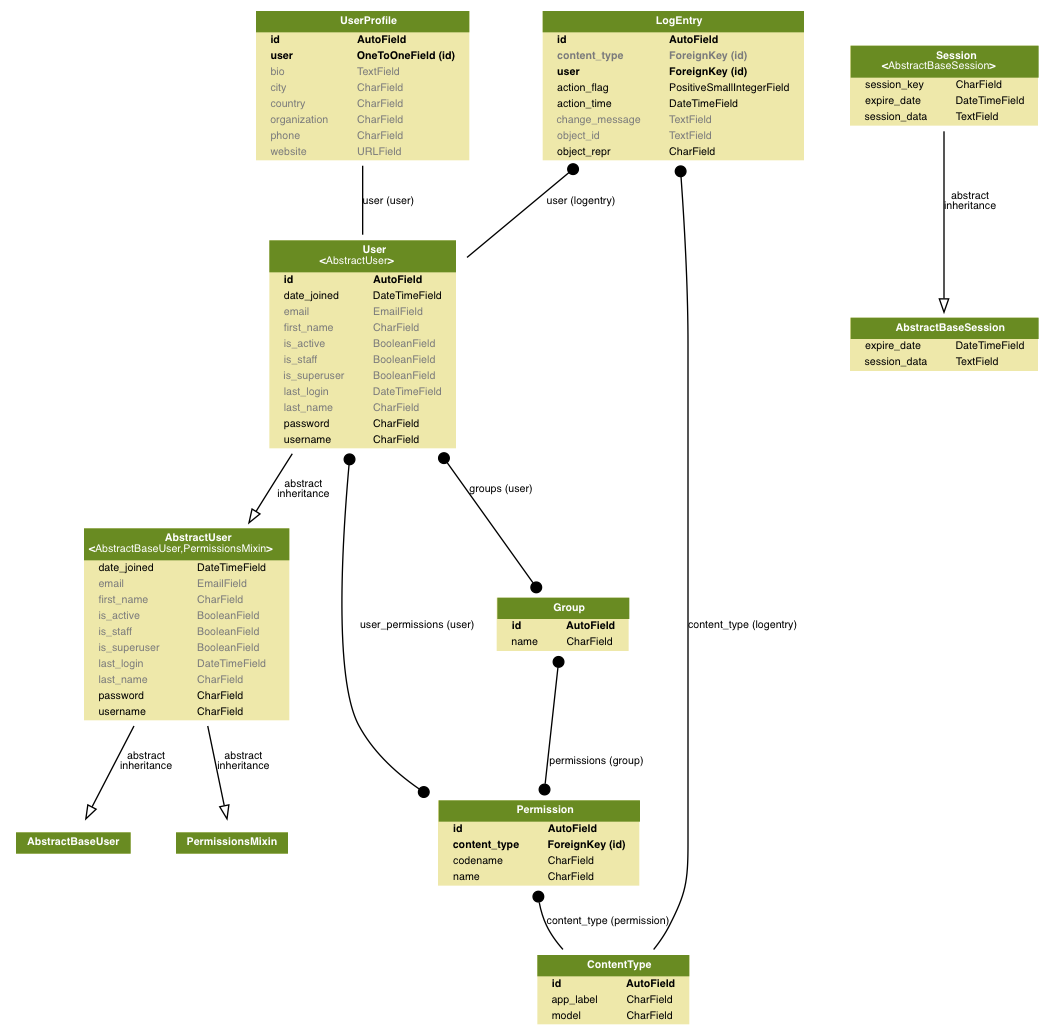 UserProfile
id AutoField
user OneToOneField (id)
bio TextField
city CharField
country CharField
organization CharField
phone CharField
website URLField
LogEntry
id AutoField
content_type ForeignKey (id)
user ForeignKey (id)
action_flag PositiveSmallIntegerField
action_time DateTimeField
change_message TextField
object_id TextField
object_repr CharField
Session
<AbstractBaseSession>
session_key CharField
expire_date DateTimeField
session_data TextField
user (user)
user (logentry)
abstract
inheritance
User
<AbstractUser>
id AutoField
date_joined DateTimeField
email EmailField
first_name CharField
is_active BooleanField
is_staff BooleanField
is_superuser BooleanField
last_login DateTimeField
last_name CharField
password CharField
username CharField
AbstractBaseSession
expire_date DateTimeField
session_data TextField
abstract
inheritance
groups (user)
AbstractUser
<AbstractBaseUser,PermissionsMixin>
date_joined DateTimeField
email EmailField
first_name CharField
is_active BooleanField
is_staff BooleanField
is_superuser BooleanField
last_login DateTimeField
last_name CharField
password CharField
username CharField
user_permissions (user)
Group
id AutoField
name CharField
content_type (logentry)
abstract
inheritance
abstract
inheritance
permissions (group)
AbstractBaseUser
PermissionsMixin
Permission
id AutoField
content_type ForeignKey (id)
codename CharField
name CharField
content_type (permission)
ContentType
id AutoField
app_label CharField
model CharField